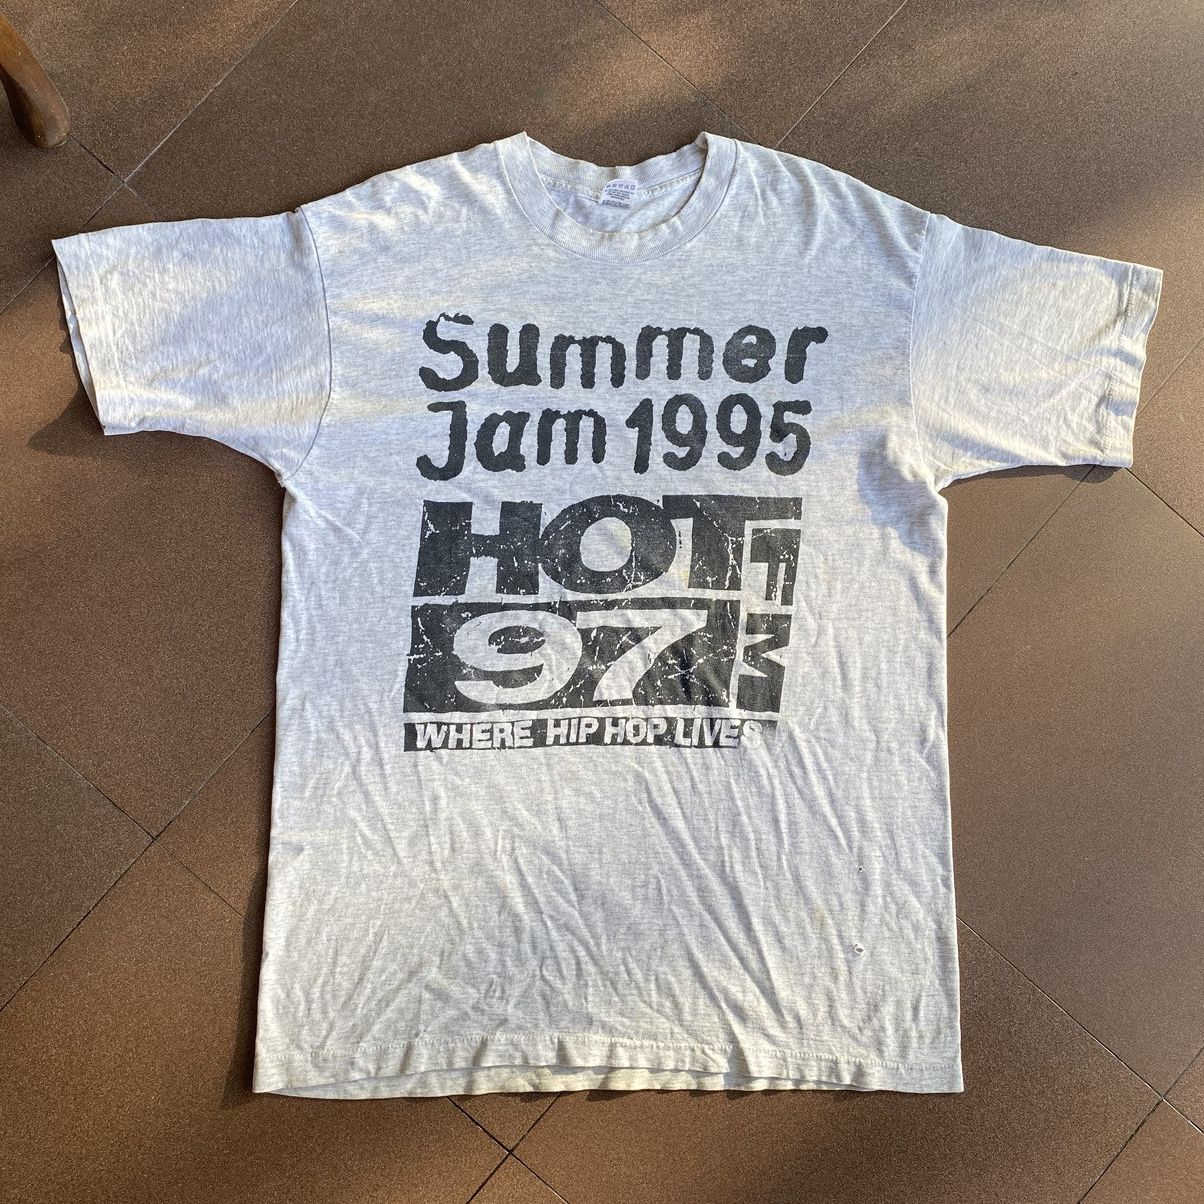 Summer
Jam 1995
HOT FM
97
WHERE HIP HOP LIVES